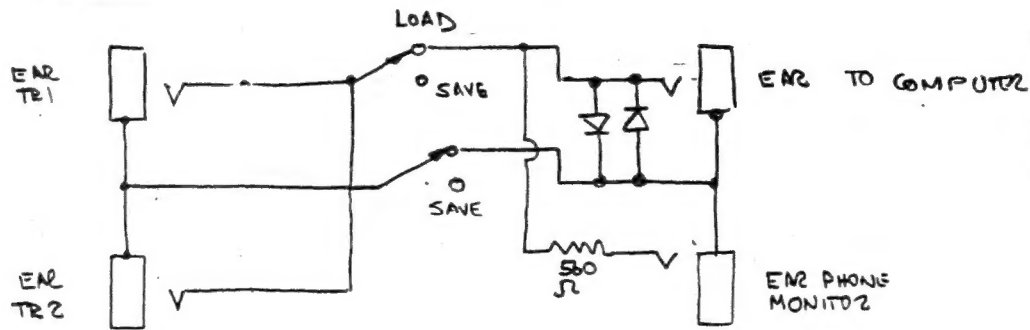 LOAD
EAR
TR1
SAVE
EAR TO COMPUTER
SAVE
560
Ω
EAR
TR2
EAR PHONE
MONITOR